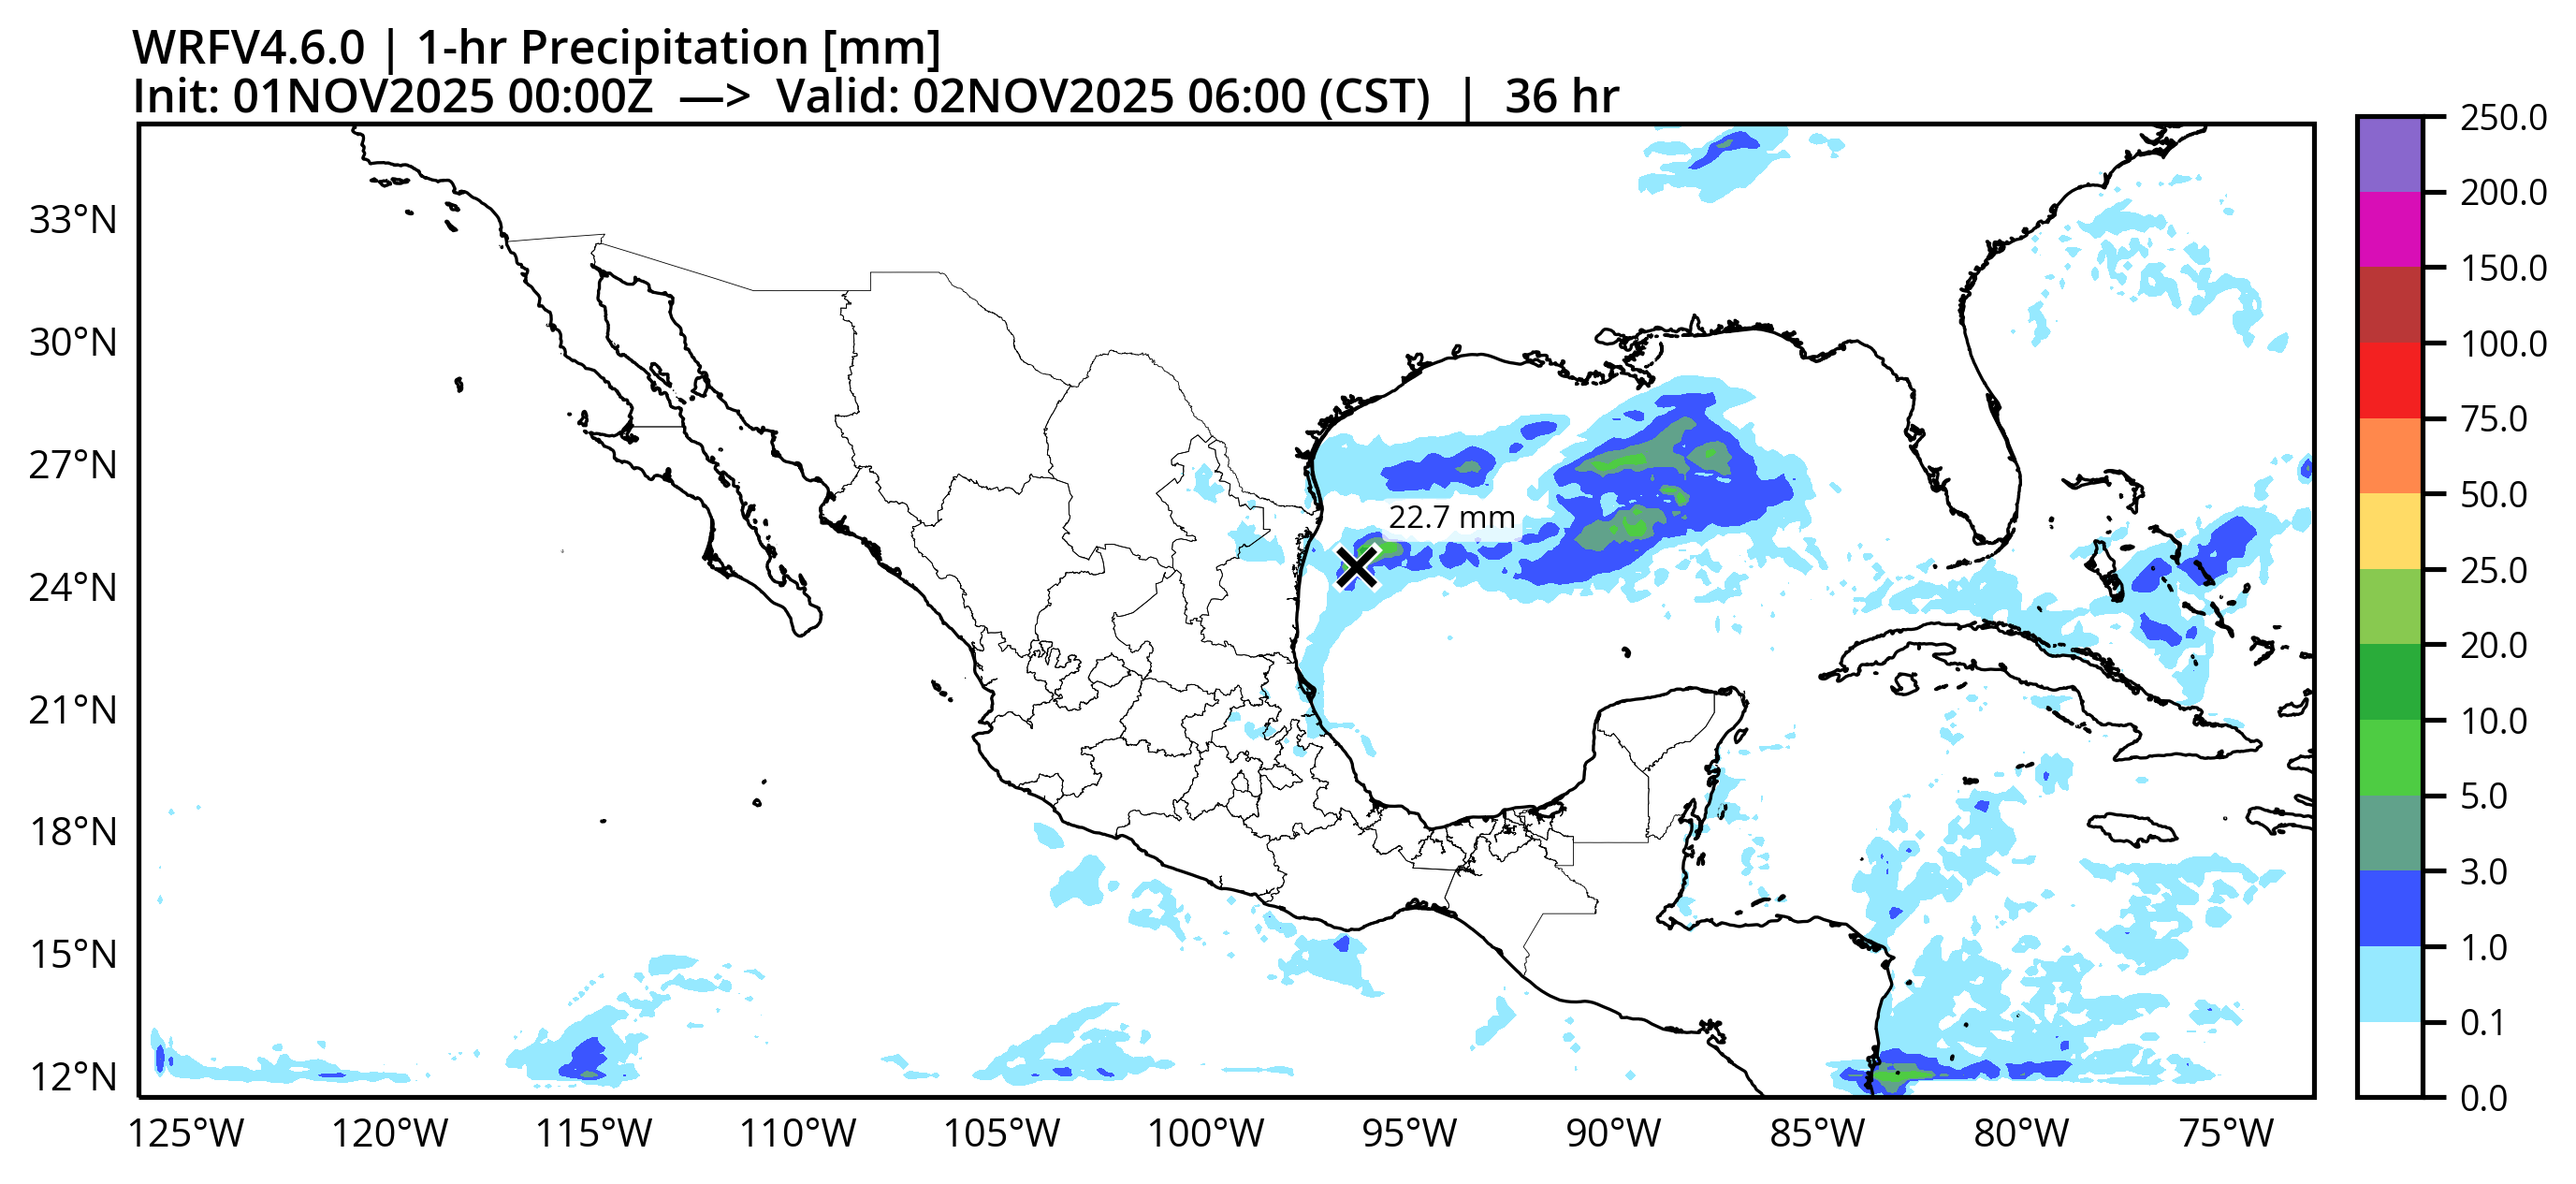 WRFV4.6.0 | 1-hr Precipitation [mm]
Init: 01NOV2025 00:00Z —> Valid: 02NOV2025 06:00 (CST) | 36 hr
33°N
30°N
27°N
24°N
21°N
18°N
15°N
12°N
22.7 mm
125°W 120°W 115°W 110°W 105°W 100°W 95°W 90°W 85°W 80°W 75°W
250.0
200.0
150.0
100.0
75.0
50.0
25.0
20.0
10.0
5.0
3.0
1.0
0.1
0.0